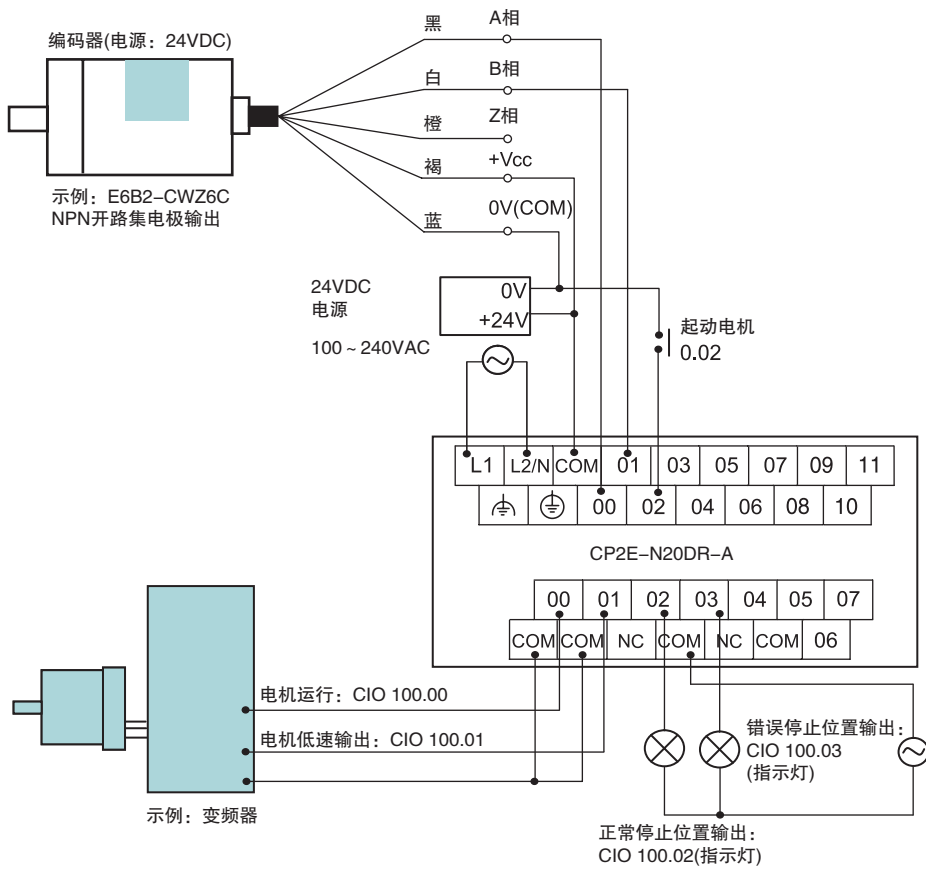 编码器(电源：24VDC)
黑
A相
白
B相
橙
Z相
褐
+Vcc
蓝
0V(COM)
示例：E6B2-CWZ6C
NPN开路集电极输出
24VDC
电源
0V
+24V
100～240VAC
起动电机
0.02
L1 L2/N COM 01 03 05 07 09 11
00 02 04 06 08 10
CP2E-N20DR-A
00 01 02 03 04 05 07
COM COM NC COM NC COM 06
电机运行：CIO 100.00
电机低速输出：CIO 100.01
示例：变频器
错误停止位置输出：
CIO 100.03
(指示灯)
正常停止位置输出：
CIO 100.02(指示灯)